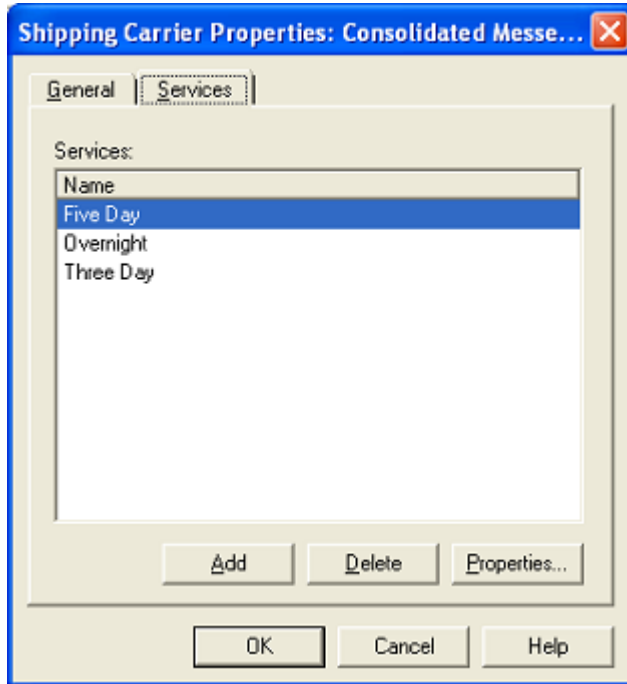 Shipping Carrier Properties: Consolidated Messe...
General Services
Services:
Name
Five Day
Overnight
Three Day
Add Delete Properties...
OK Cancel Help